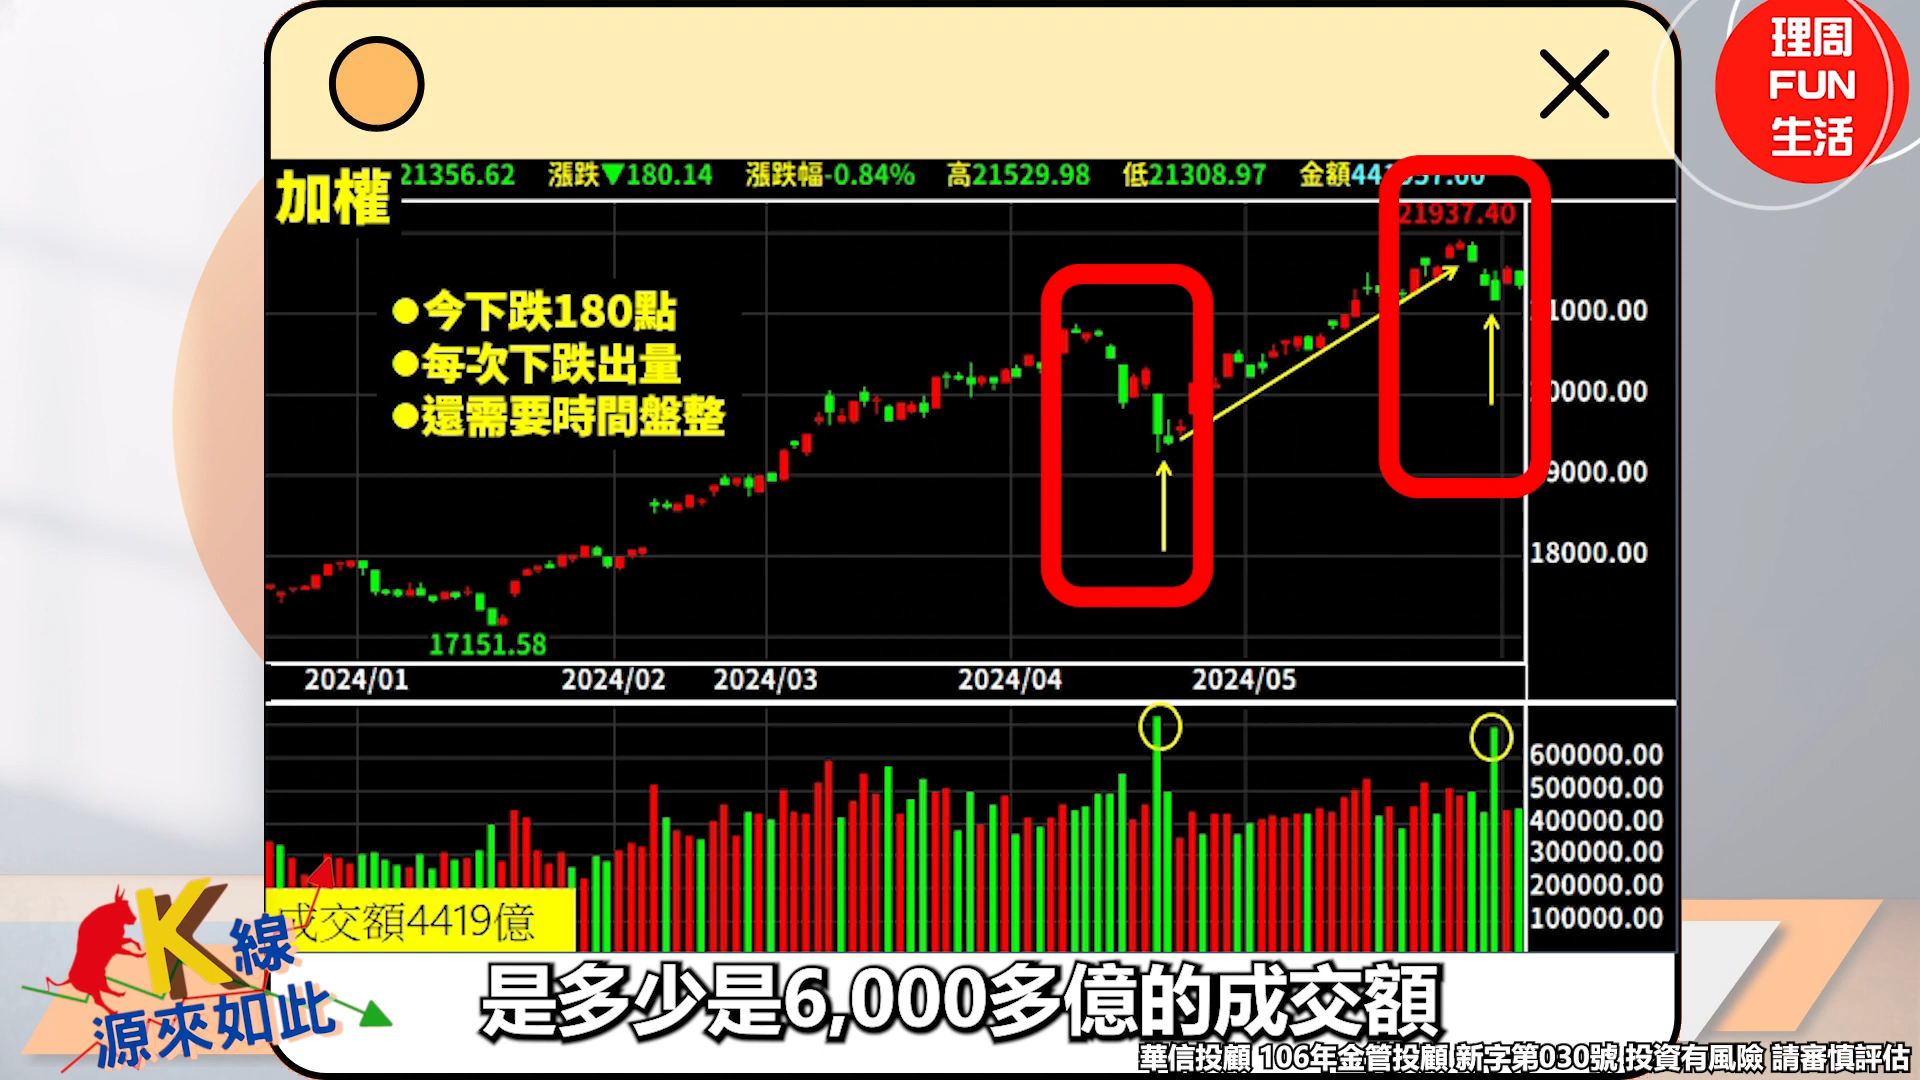 理周
FUN
生活
加權 21356.62 漲跌▼180.14 漲跌幅-0.84% 高21529.98 低21308.97 金額
21937.40
●今下跌180點
●每次下跌出量
●還需要時間盤整
21000.00
20000.00
19000.00
18000.00
17151.58
2024/01 2024/02 2024/03 2024/04 2024/05
600000.00
500000.00
400000.00
300000.00
200000.00
100000.00
成交額4419億
K線
源來如此
是多少是6,000多億的成交額
華信投顧 106年金管投顧 新字第030號 投資有風險 請審慎評估